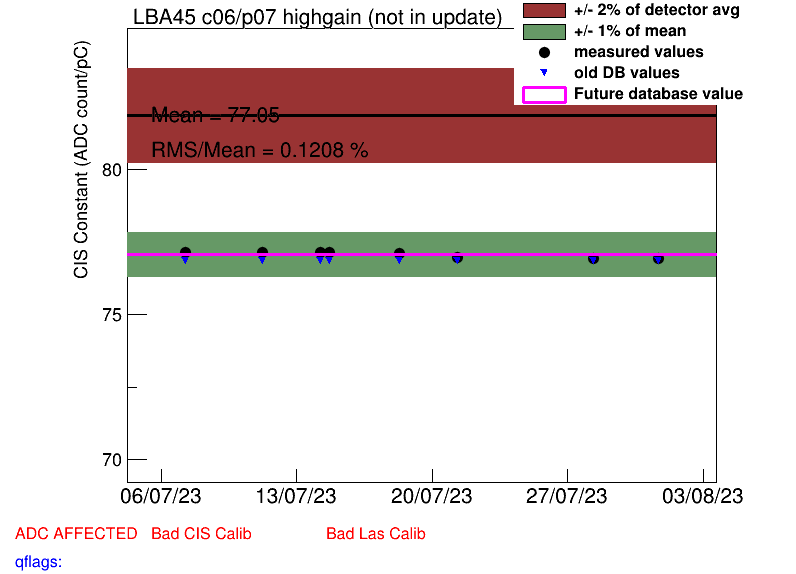 LBA45 c06/p07 highgain (not in update)
+/- 2% of detector avg
+/- 1% of mean
measured values
old DB values
Future database value
CIS Constant (ADC count/pC)
Mean = 77.05
RMS/Mean = 0.1208 %
80
75
70
06/07/23 13/07/23 20/07/23 27/07/23 03/08/23
ADC AFFECTED Bad CIS Calib Bad Las Calib
qflags: